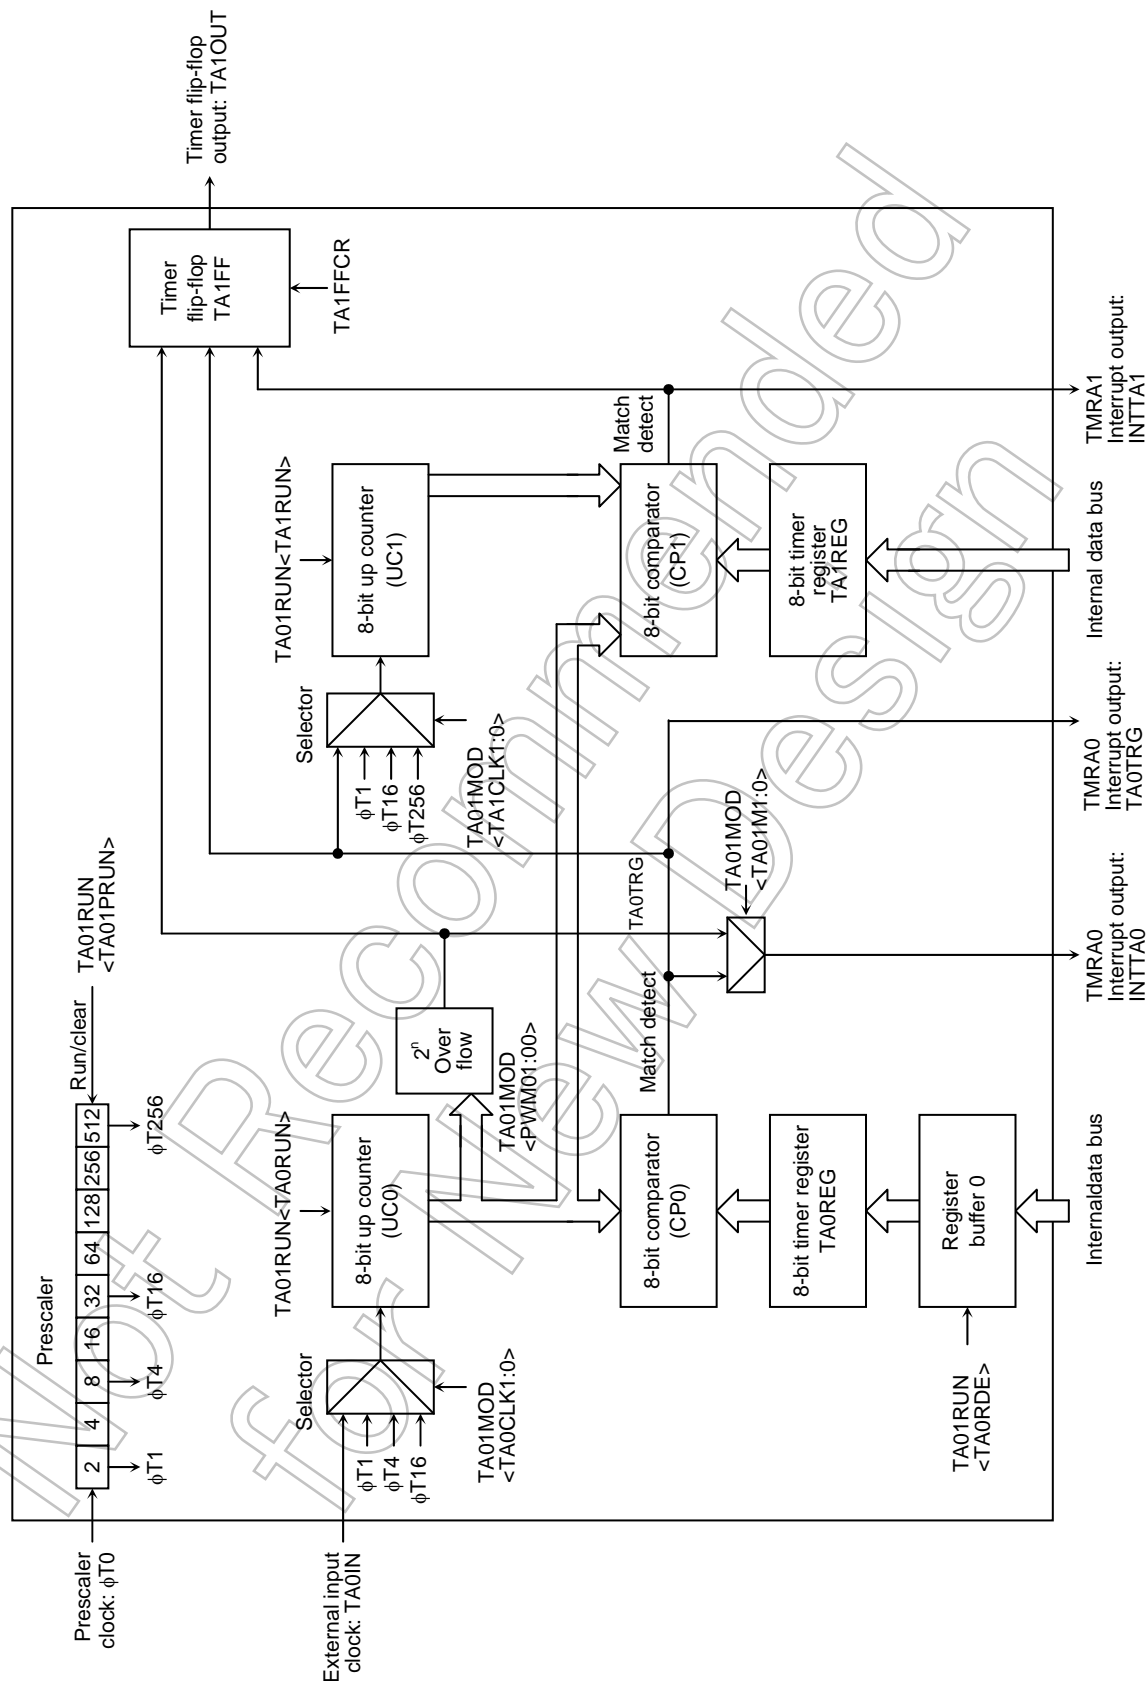 Prescaler
Prescaler
clock: ϕT0
2 4 8 16 32 64 128 256 512
Run/clear
TA01RUN
<TA01PRUN>
ϕT1
ϕT4
ϕT16
ϕT256
External input
clock: TA0IN
Selector
ϕT1
ϕT4
ϕT16
TA01MOD
<TA0CLK1:0>
TA01RUN<TA0RUN>
8-bit up counter
(UC0)
2n
Over
flow
TA01MOD
<PWM01:00>
TA0TRG
Selector
ϕT1
ϕT16
ϕT256
TA01MOD
<TA1CLK1:0>
TA01RUN<TA1RUN>
8-bit up counter
(UC1)
Timer
flip-flop
TA1FF
TA1FFCR
Timer flip-flop
output: TA1OUT
8-bit comparator
(CP0)
Match detect
TA01MOD
<TA01M1:0>
8-bit comparator
(CP1)
Match
detect
8-bit timer register
TA0REG
8-bit timer
register
TA1REG
TA01RUN
<TA0RDE>
Register
buffer 0
Internaldata bus
TMRA0
Interrupt output:
INTTA0
TMRA0
Interrupt output:
TA0TRG
Internal data bus
TMRA1
Interrupt output:
INTTA1
Not Recommended
for New Design